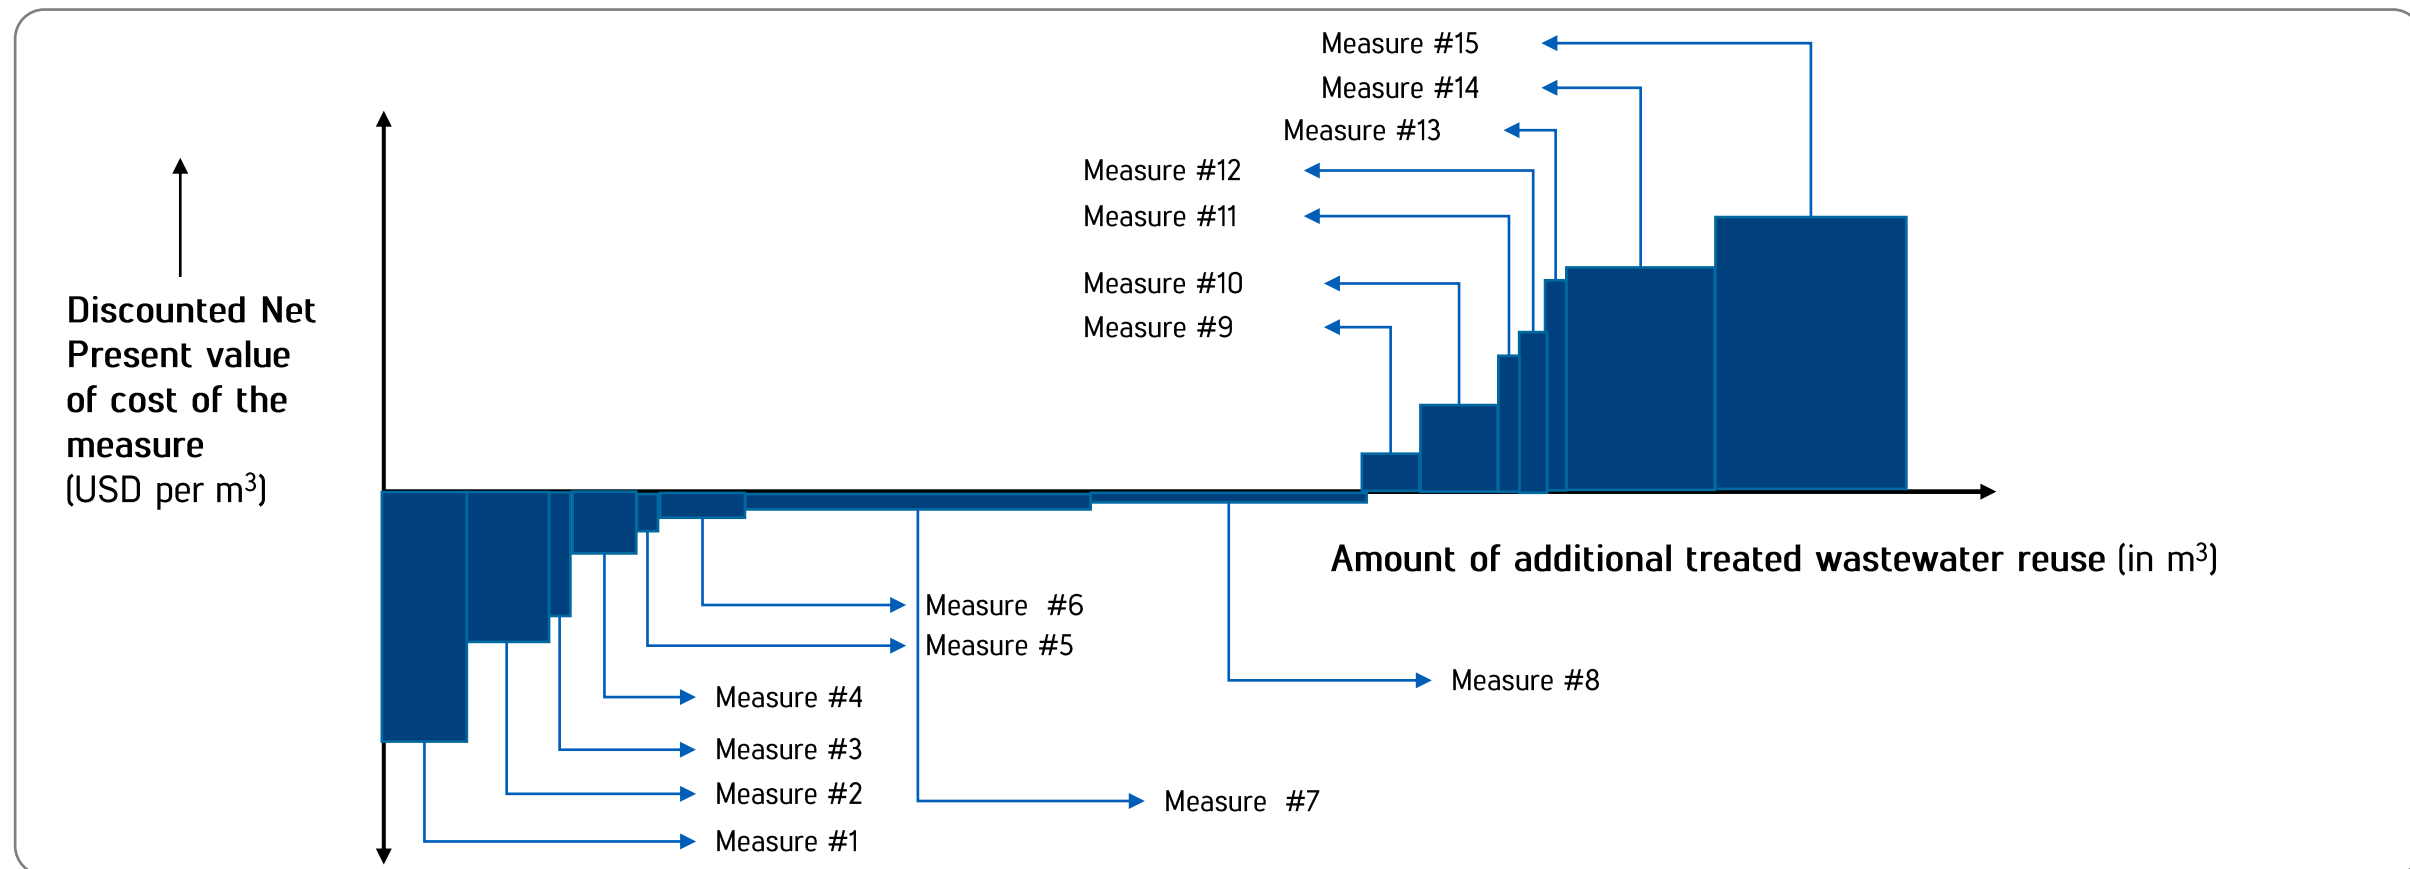 Measure #15
Measure #14
Measure #13
Measure #12
Measure #11
Measure #10
Measure #9
Discounted Net
Present value
of cost of the
measure
(USD per m³)
Amount of additional treated wastewater reuse (in m³)
Measure #6
Measure #5
Measure #8
Measure #4
Measure #3
Measure #2
Measure #7
Measure #1